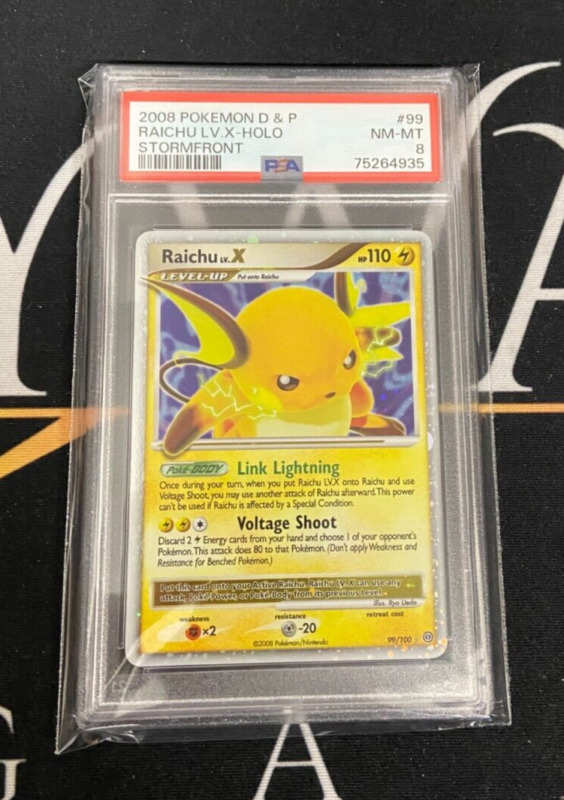 2008 POKEMON D & P #99
RAICHU LV.X-HOLO NM-MT
STORMFRONT 8
PSA 75264935
Raichu LV.X HP 110
LEVEL-UP Put onto Raichu
Poké-BODY Link Lightning
Once during your turn, when you put Raichu LV.X onto Raichu and use
Voltage Shoot, you may use another attack of Raichu afterward. This power
can't be used if Raichu is affected by a Special Condition.
Voltage Shoot
Discard 2 Energy cards from your hand and choose 1 of your opponent's
Pokémon. This attack does 80 to that Pokémon. (Don't apply Weakness and
Resistance for Benched Pokémon.)
Put this card onto your Active Raichu. Raichu LV.X can use any
attack, Poké-Power, or Poké-Body from its previous Level.
Illus. Ryo Ueda
weakness resistance retreat cost
×2 -20
©2008 Pokémon/Nintendo 99/100
Y A
A
G A